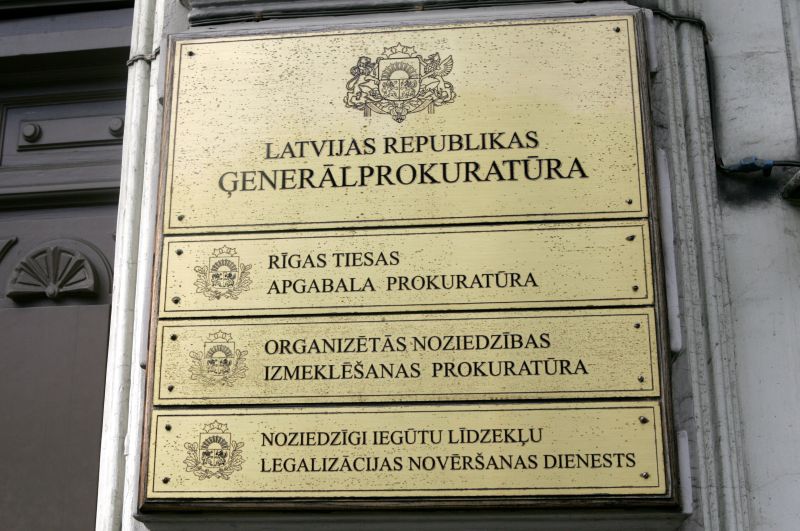 LATVIJAS REPUBLIKAS
ĢENERĀLPROKURATŪRA
RĪGAS TIESAS
APGABALA PROKURATŪRA
ORGANIZĒTĀS NOZIEDZĪBAS
IZMEKLĒŠANAS PROKURATŪRA
NOZIEDZĪGI IEGŪTU LĪDZEKĻU
LEGALIZĀCIJAS NOVĒRŠANAS DIENESTS